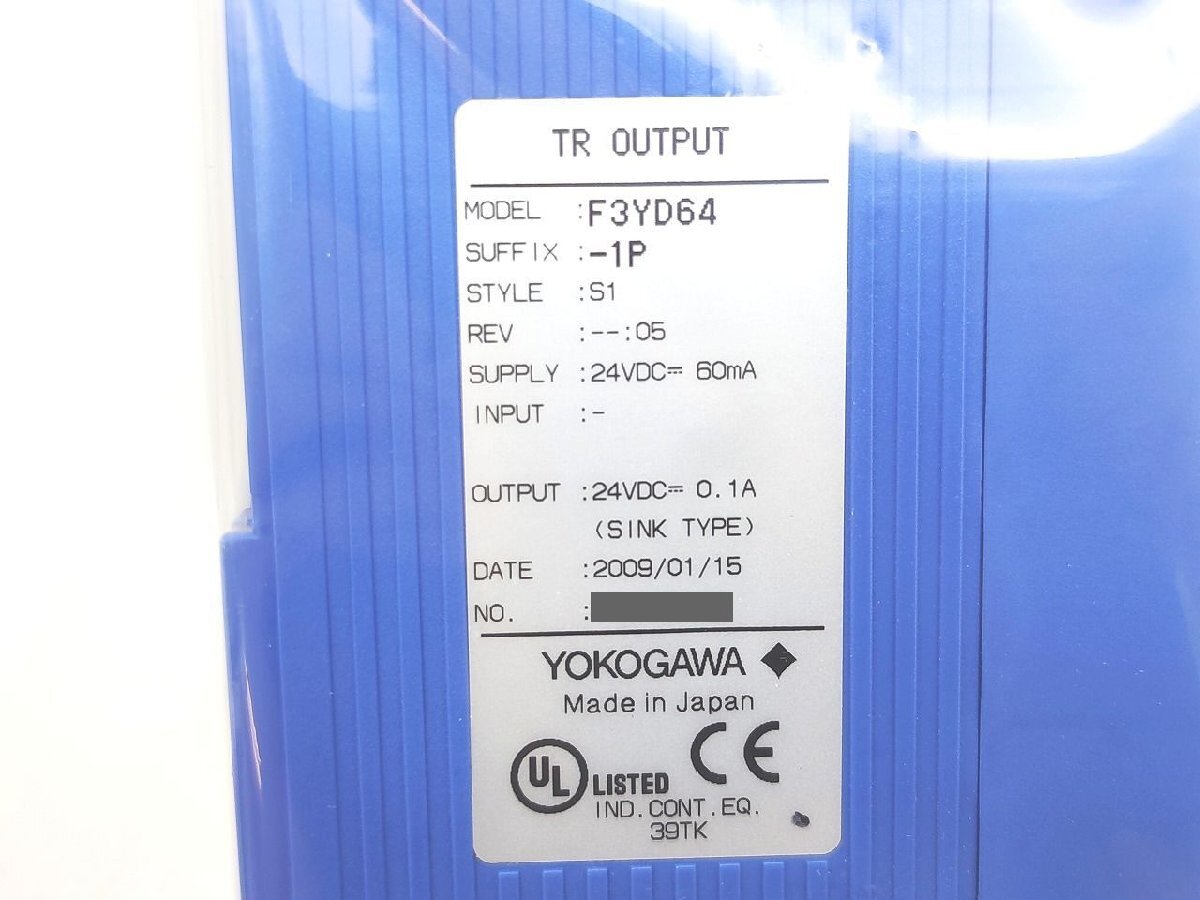 TR OUTPUT
MODEL :F3YD64
SUFFIX :-1P
STYLE :S1
REV :--:05
SUPPLY :24VDC⎓ 60mA
INPUT :-
OUTPUT :24VDC⎓ 0.1A
(SINK TYPE)
DATE :2009/01/15
NO. :
YOKOGAWA
Made in Japan
UL LISTED CE
IND.CONT.EQ.
39TK